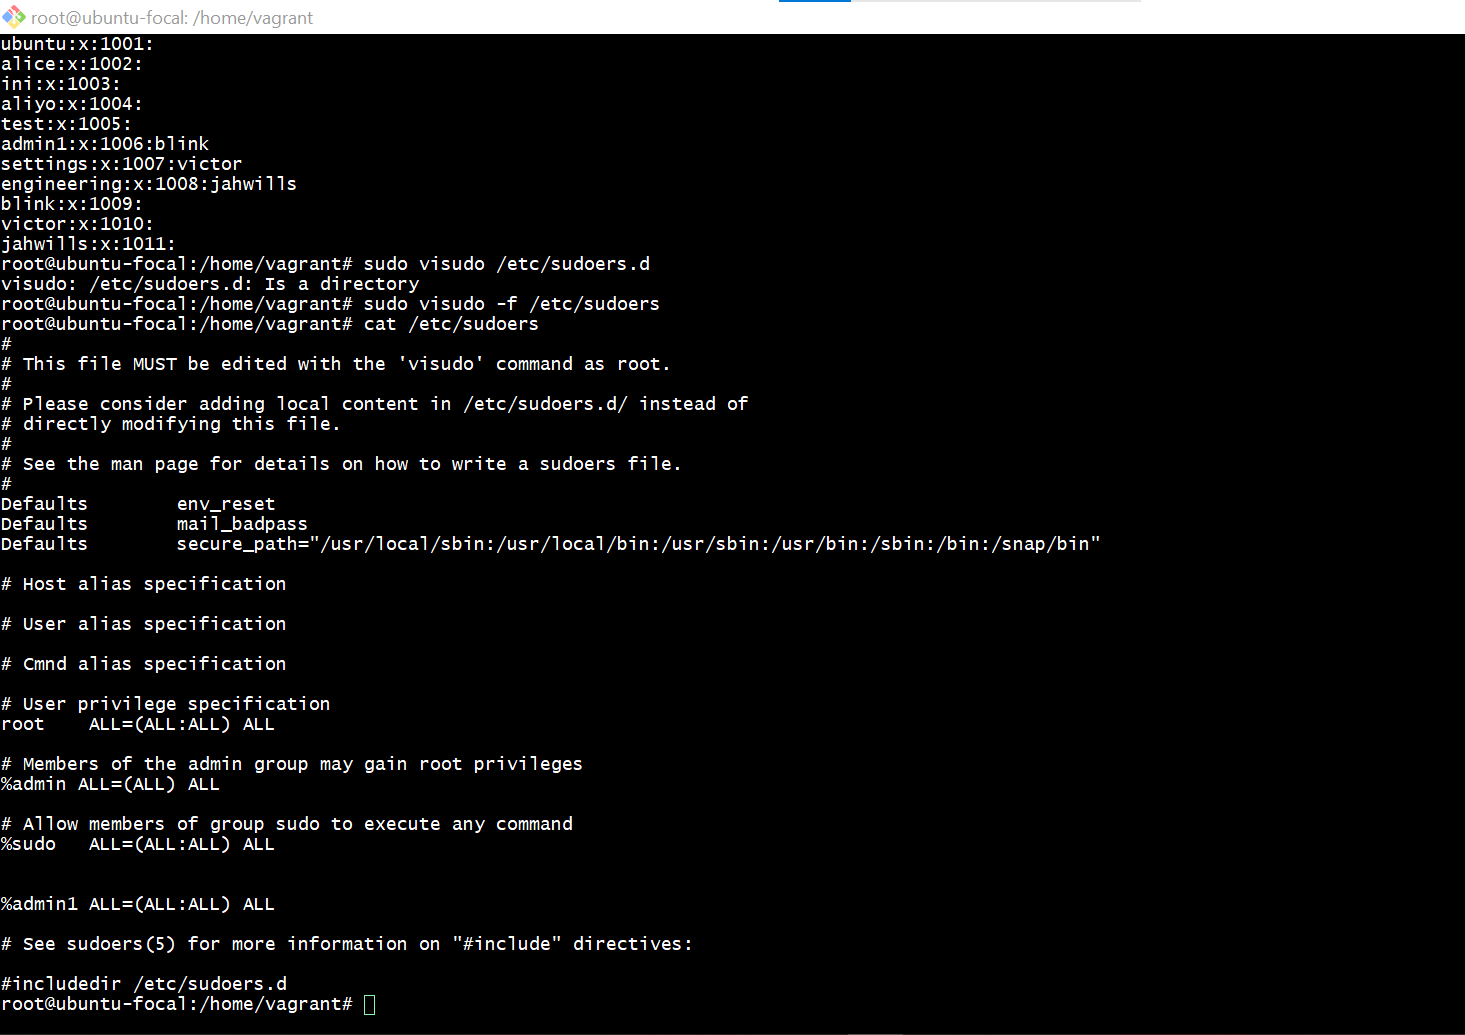 root@ubuntu-focal: /home/vagrant
ubuntu:x:1001:
alice:x:1002:
ini:x:1003:
aliyo:x:1004:
test:x:1005:
admin1:x:1006:blink
settings:x:1007:victor
engineering:x:1008:jahwills
blink:x:1009:
victor:x:1010:
jahwills:x:1011:
root@ubuntu-focal:/home/vagrant# sudo visudo /etc/sudoers.d
visudo: /etc/sudoers.d: Is a directory
root@ubuntu-focal:/home/vagrant# sudo visudo -f /etc/sudoers
root@ubuntu-focal:/home/vagrant# cat /etc/sudoers
#
# This file MUST be edited with the 'visudo' command as root.
#
# Please consider adding local content in /etc/sudoers.d/ instead of
# directly modifying this file.
#
# See the man page for details on how to write a sudoers file.
#
Defaults        env_reset
Defaults        mail_badpass
Defaults        secure_path="/usr/local/sbin:/usr/local/bin:/usr/sbin:/usr/bin:/sbin:/bin:/snap/bin"
# Host alias specification
# User alias specification
# Cmnd alias specification
# User privilege specification
root    ALL=(ALL:ALL) ALL
# Members of the admin group may gain root privileges
%admin ALL=(ALL) ALL
# Allow members of group sudo to execute any command
%sudo   ALL=(ALL:ALL) ALL
%admin1 ALL=(ALL:ALL) ALL
# See sudoers(5) for more information on "#include" directives:
#includedir /etc/sudoers.d
root@ubuntu-focal:/home/vagrant#